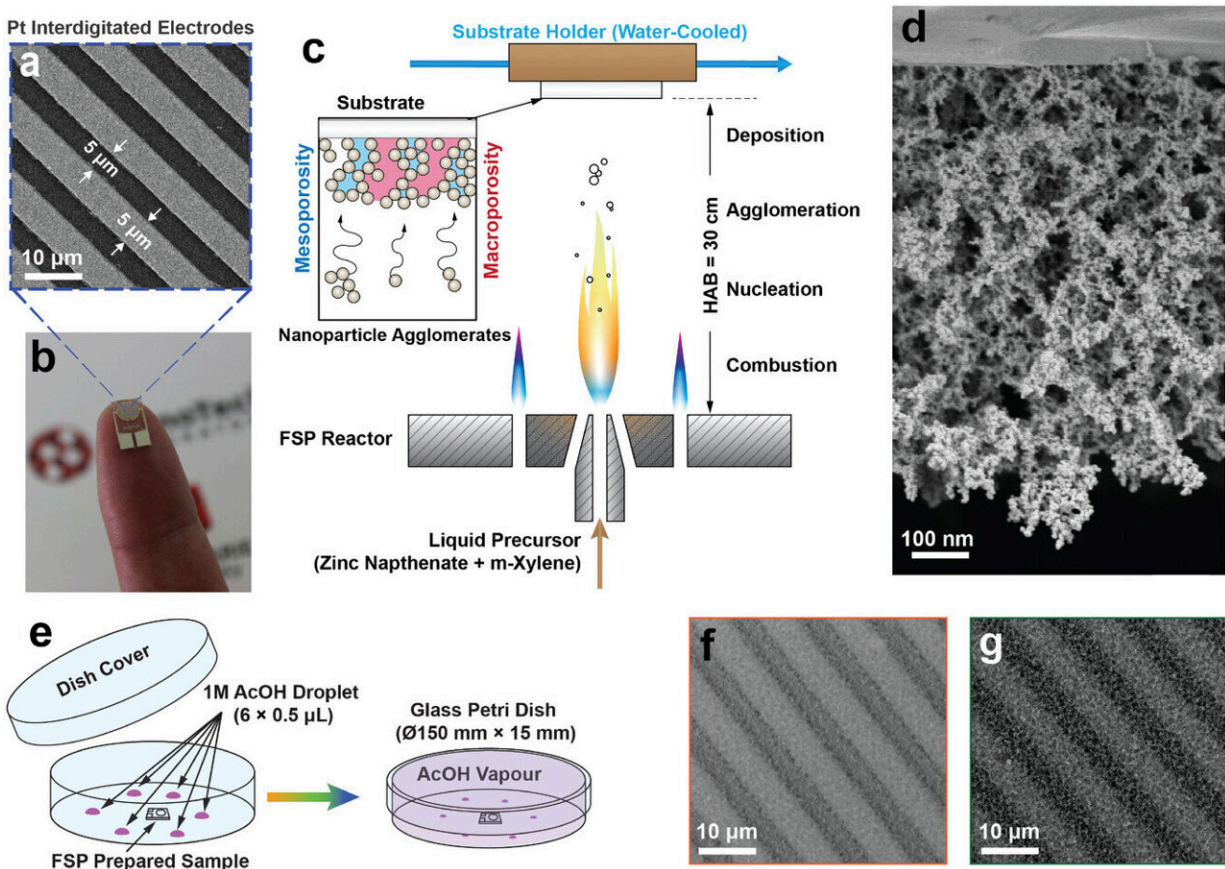 Pt Interdigitated Electrodes
a
5 µm
5 µm
10 µm
b
c
Substrate Holder (Water-Cooled)
Substrate
Mesoporosity
Macroporosity
Nanoparticle Agglomerates
Deposition
Agglomeration
Nucleation
Combustion
HAB = 30 cm
FSP Reactor
Liquid Precursor
(Zinc Napthenate + m-Xylene)
d
100 nm
e
Dish Cover
1M AcOH Droplet
(6 × 0.5 µL)
FSP Prepared Sample
Glass Petri Dish
(Ø150 mm × 15 mm)
AcOH Vapour
f
10 µm
g
10 µm